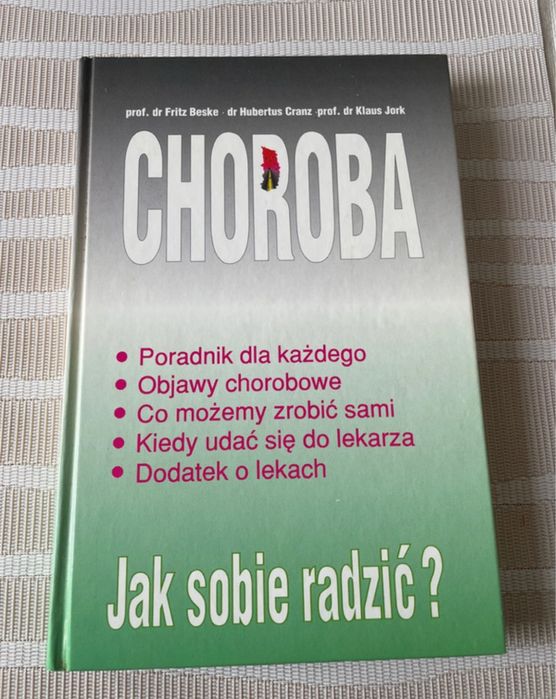 prof. dr Fritz Beske · dr Hubertus Cranz · prof. dr Klaus Jork
CHOROBA
• Poradnik dla każdego
• Objawy chorobowe
• Co możemy zrobić sami
• Kiedy udać się do lekarza
• Dodatek o lekach
Jak sobie radzić?